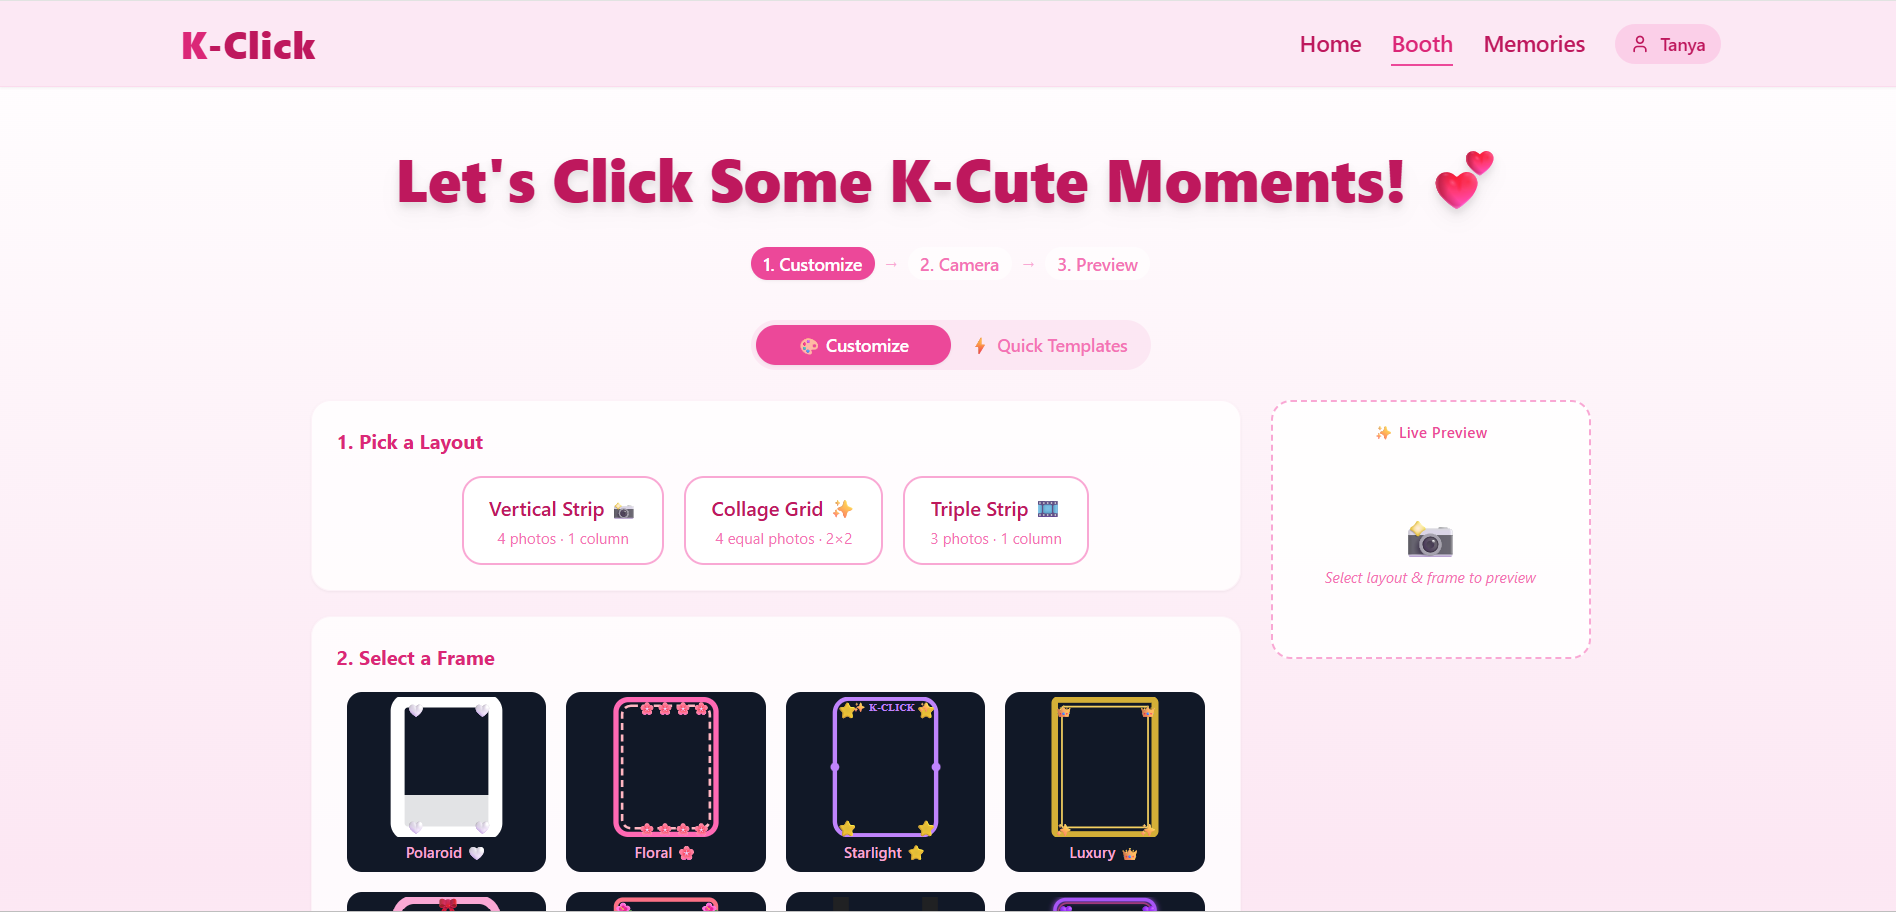 K-Click
Home
Booth
Memories
Tanya
Let's Click Some K-Cute Moments! 💕
1. Customize → 2. Camera → 3. Preview
🎨 Customize
⚡ Quick Templates
1. Pick a Layout
Vertical Strip 📸
4 photos · 1 column
Collage Grid ✨
4 equal photos · 2×2
Triple Strip 🎞️
3 photos · 1 column
✨ Live Preview
Select layout & frame to preview
2. Select a Frame
Polaroid 🤍
Floral 🌸
✨ K-CLICK
Starlight ⭐
Luxury 👑